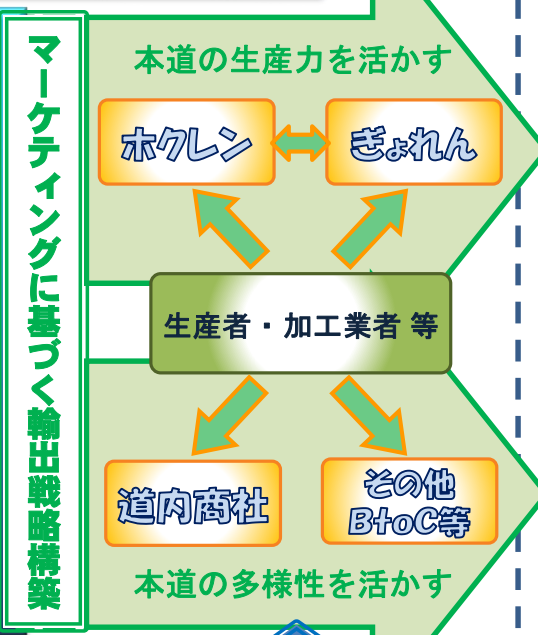 マーケティングに基づく輸出戦略構築
本道の生産力を活かす
ホクレン
ぎょれん
生産者・加工業者 等
道内商社
その他
BtoC等
本道の多様性を活かす